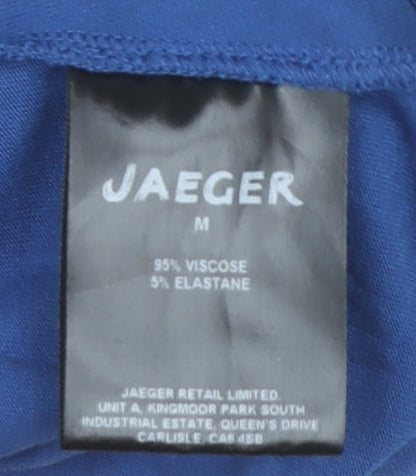 JAEGER
M
95% VISCOSE
5% ELASTANE
JAEGER RETAIL LIMITED.
UNIT A, KINGMOOR PARK SOUTH
INDUSTRIAL ESTATE, QUEEN'S DRIVE
CARLISLE, CA6 4SB